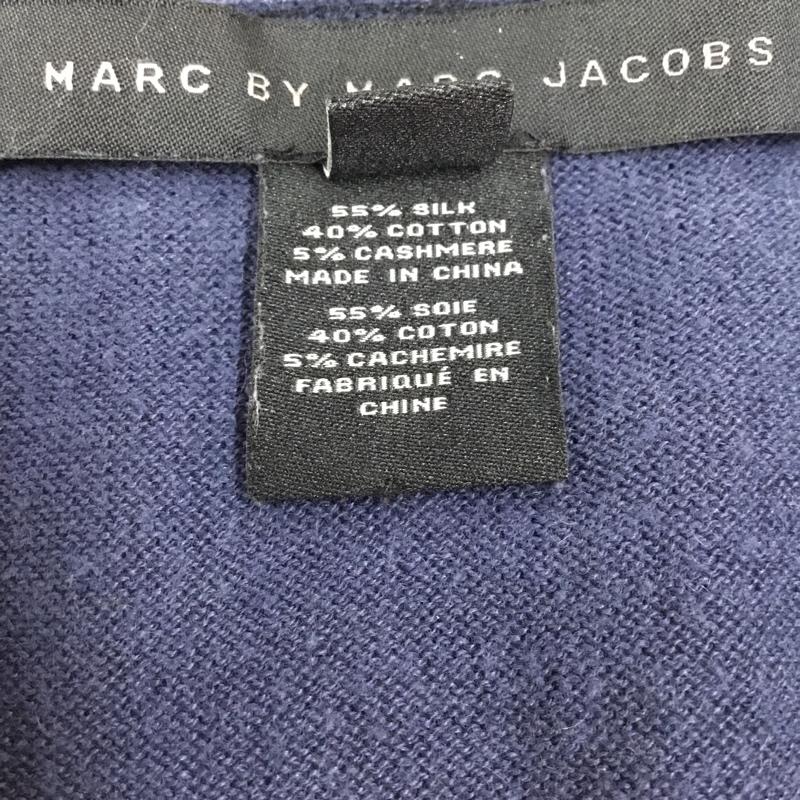 MARC BY MARC JACOBS
55% SILK
40% COTTON
5% CASHMERE
MADE IN CHINA
55% SOIE
40% COTON
5% CACHEMIRE
FABRIQUÉ EN
CHINE